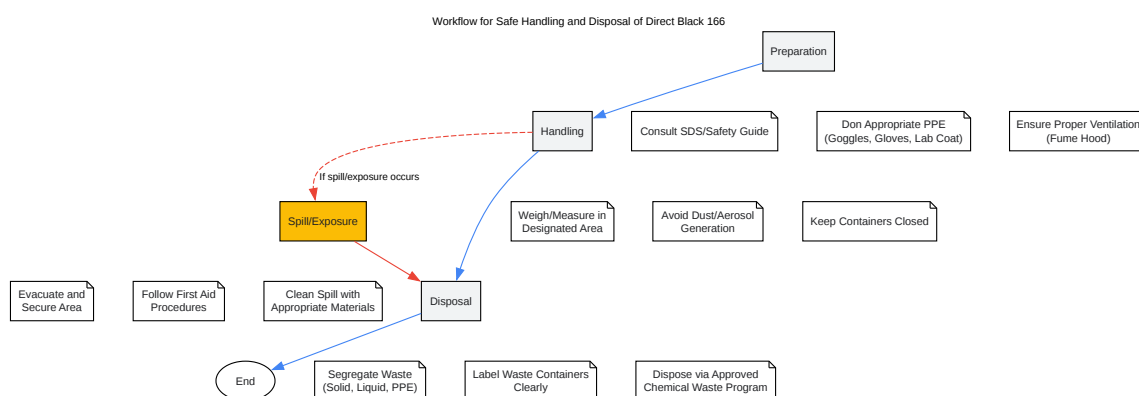 Workflow for Safe Handling and Disposal of Direct Black 166
Preparation
Handling
Consult SDS/Safety Guide
Don Appropriate PPE
(Goggles, Gloves, Lab Coat)
Ensure Proper Ventilation
(Fume Hood)
If spill/exposure occurs
Spill/Exposure
Weigh/Measure in
Designated Area
Avoid Dust/Aerosol
Generation
Keep Containers Closed
Evacuate and
Secure Area
Follow First Aid
Procedures
Clean Spill with
Appropriate Materials
Disposal
End
Segregate Waste
(Solid, Liquid, PPE)
Label Waste Containers
Clearly
Dispose via Approved
Chemical Waste Program